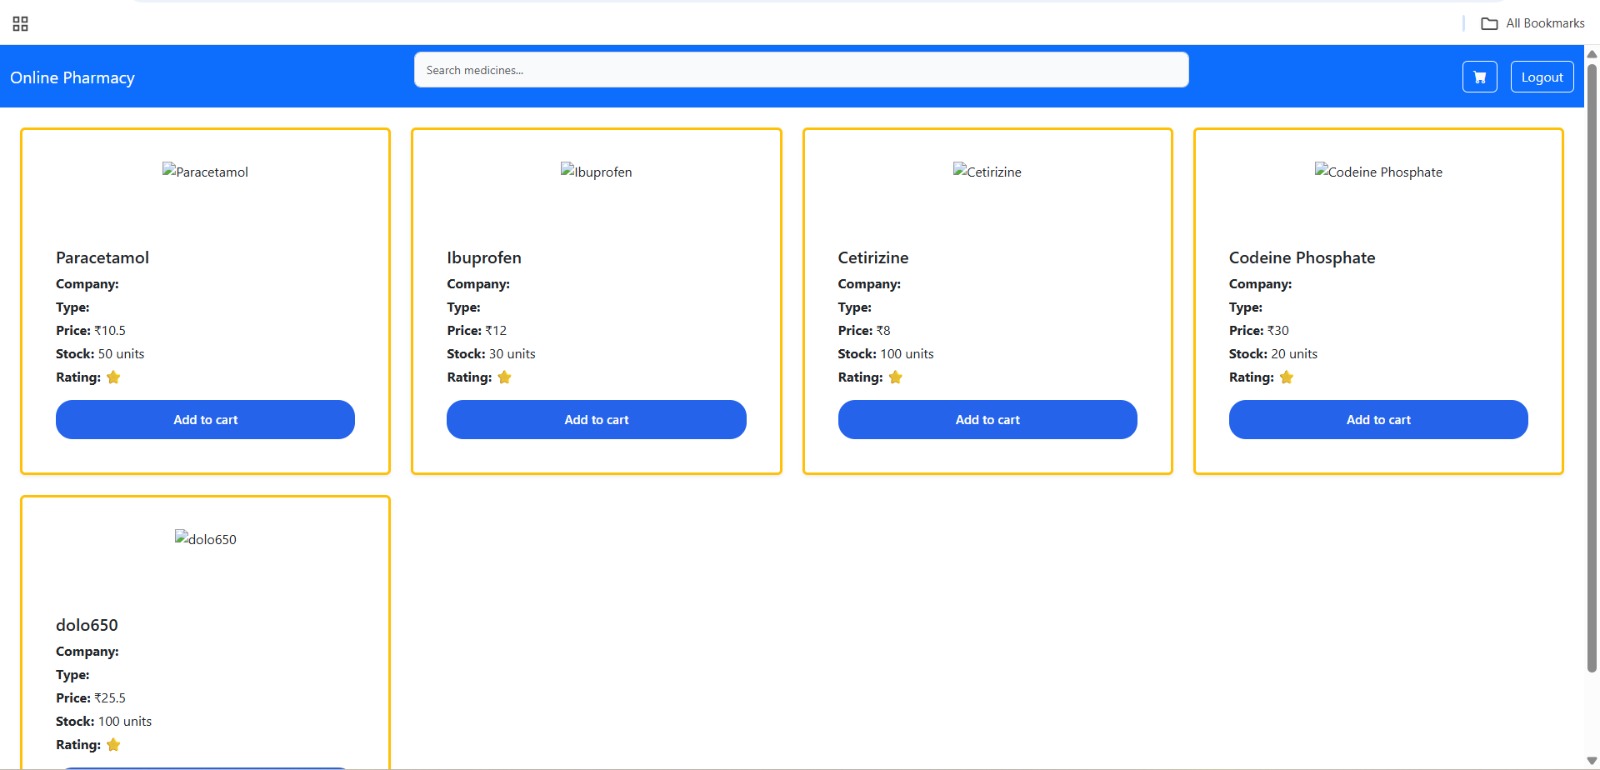 All Bookmarks
Online Pharmacy
Search medicines...
Logout
Paracetamol
Paracetamol
Company:
Type:
Price: ₹10.5
Stock: 50 units
Rating: ⭐
Add to cart
Ibuprofen
Ibuprofen
Company:
Type:
Price: ₹12
Stock: 30 units
Rating: ⭐
Add to cart
Cetirizine
Cetirizine
Company:
Type:
Price: ₹8
Stock: 100 units
Rating: ⭐
Add to cart
Codeine Phosphate
Codeine Phosphate
Company:
Type:
Price: ₹30
Stock: 20 units
Rating: ⭐
Add to cart
dolo650
dolo650
Company:
Type:
Price: ₹25.5
Stock: 100 units
Rating: ⭐